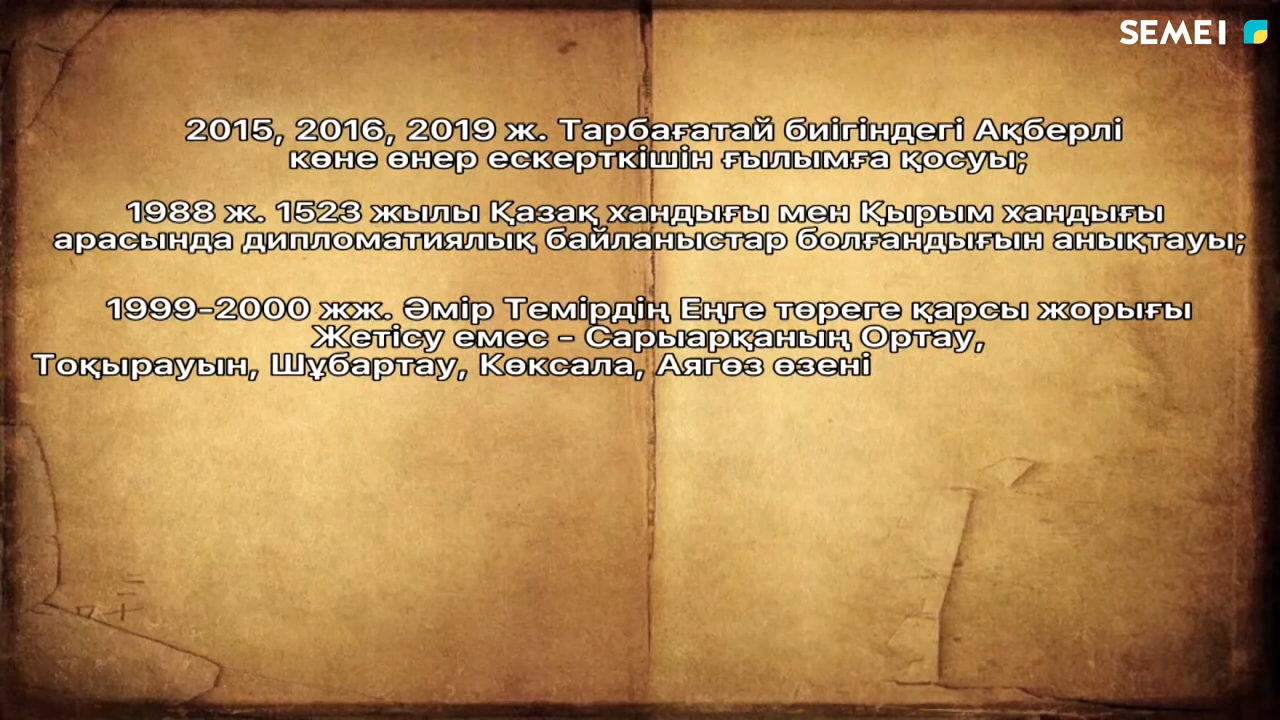 SEMEI
2015, 2016, 2019 ж. Тарбағатай биігіндегі Ақберлі
көне өнер ескерткішін ғылымға қосуы;
1988 ж. 1523 жылы Қазақ хандығы мен Қырым хандығы
арасында дипломатиялық байланыстар болғандығын анықтауы;
1999-2000 жж. Әмір Темірдің Еңге төреге қарсы жорығы
Жетісу емес - Сарыарқаның Ортау,
Тоқырауын, Шұбартау, Көксала, Аягөз өзені